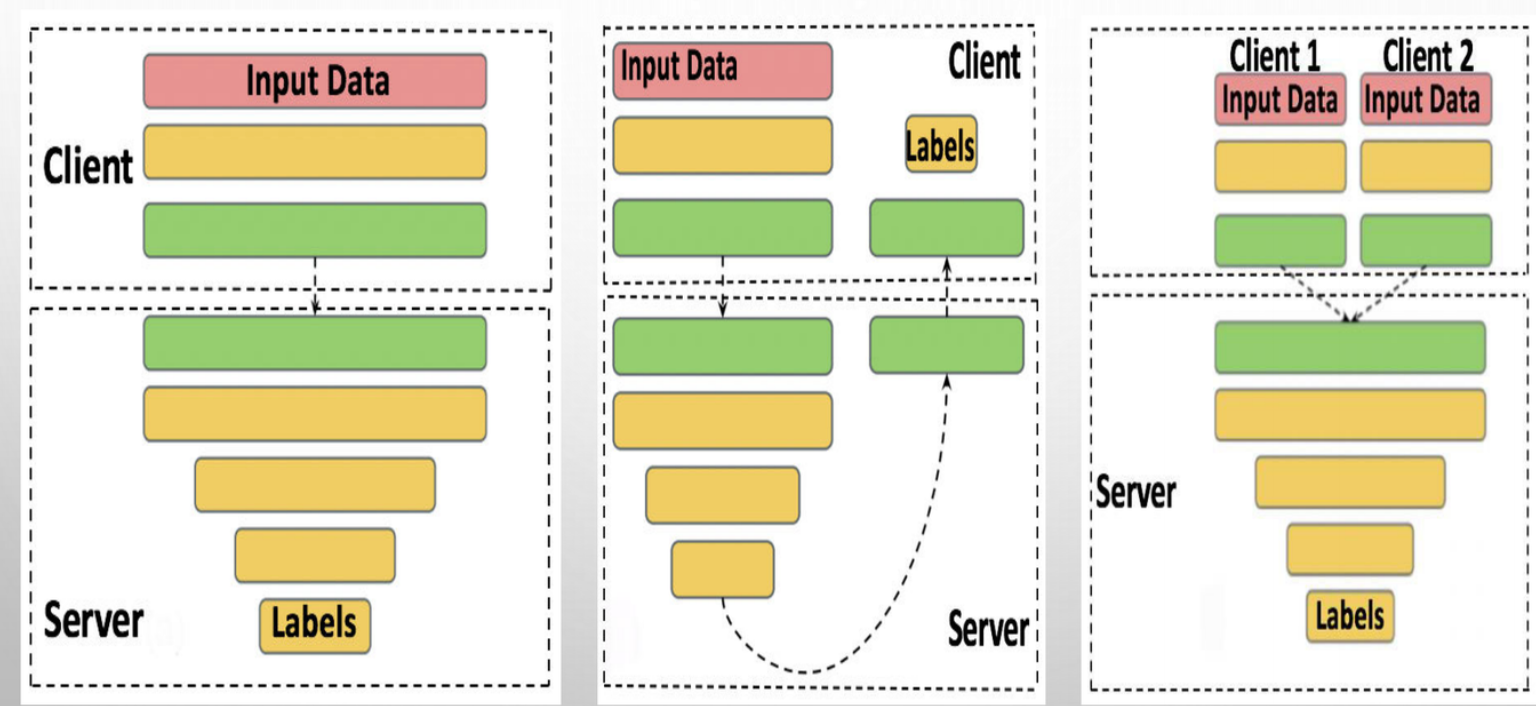 Input Data
Client
Server
Labels
Input Data
Client
Labels
Server
Client 1
Client 2
Input Data
Input Data
Server
Labels